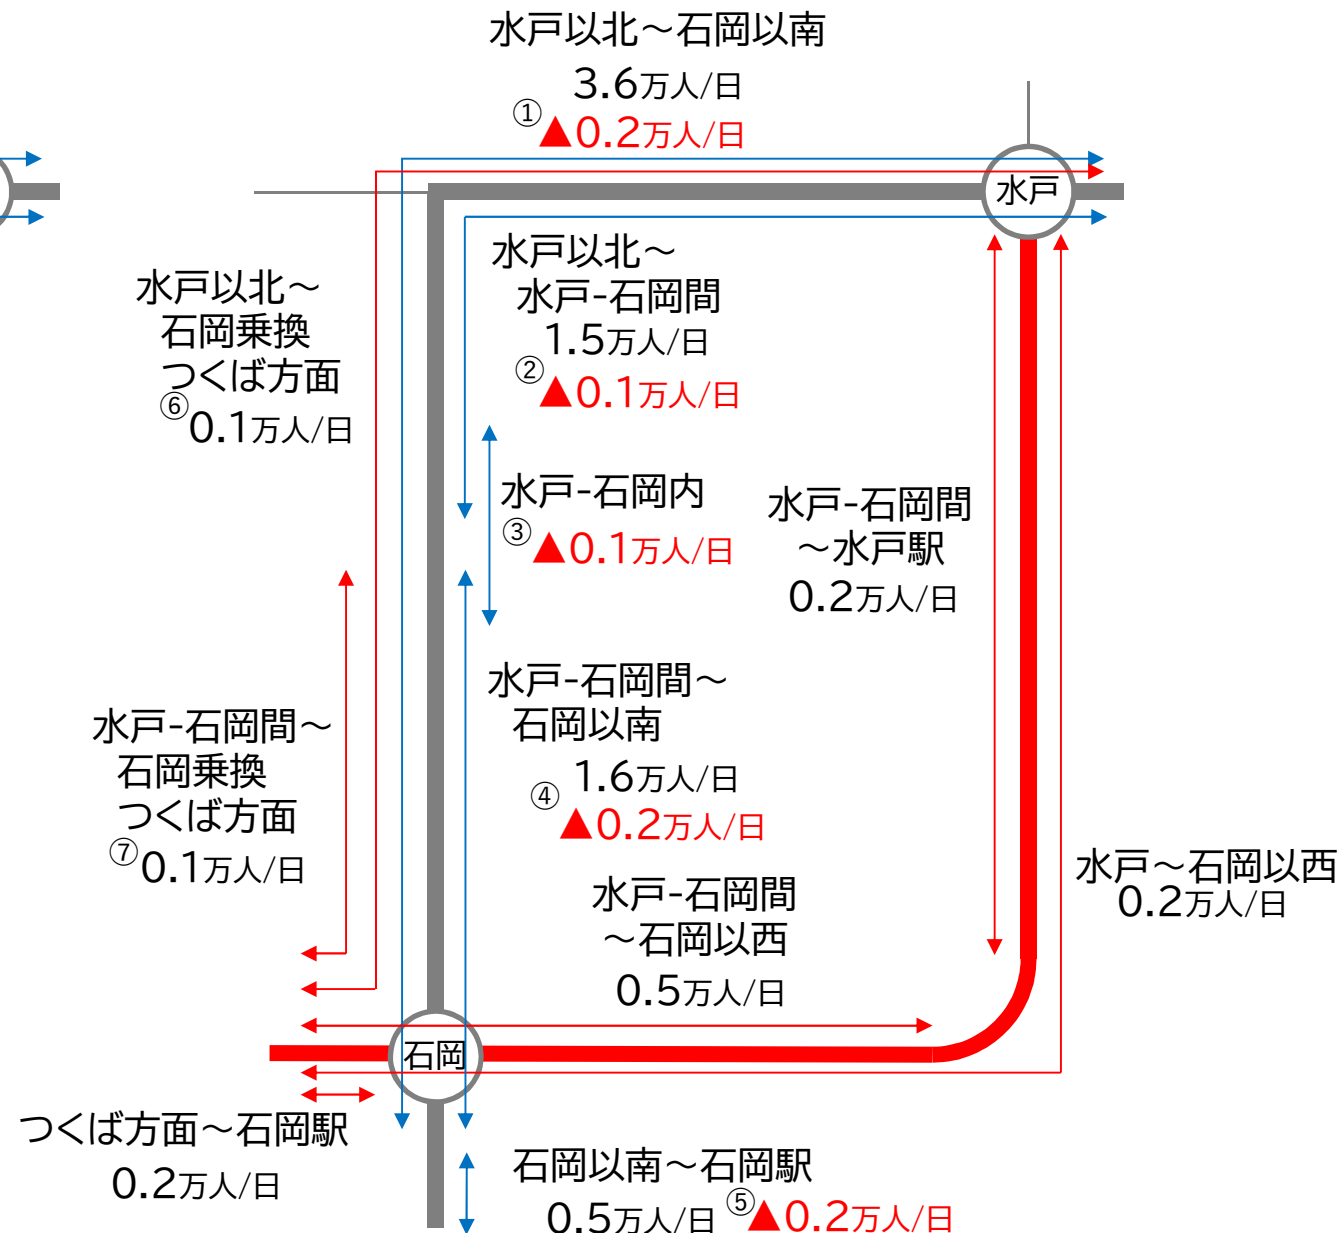 水戸以北～石岡以南
3.6万人/日
①▲0.2万人/日
水戸
水戸以北～
水戸-石岡間
1.5万人/日
②▲0.1万人/日
水戸以北～
石岡乗換
つくば方面
⑥0.1万人/日
水戸-石岡内
③▲0.1万人/日
水戸-石岡間
～水戸駅
0.2万人/日
水戸-石岡間～
石岡以南
1.6万人/日
④▲0.2万人/日
水戸-石岡間～
石岡乗換
つくば方面
⑦0.1万人/日
水戸-石岡間
～石岡以西
0.5万人/日
水戸～石岡以西
0.2万人/日
石岡
つくば方面～石岡駅
0.2万人/日
石岡以南～石岡駅
0.5万人/日 ⑤▲0.2万人/日